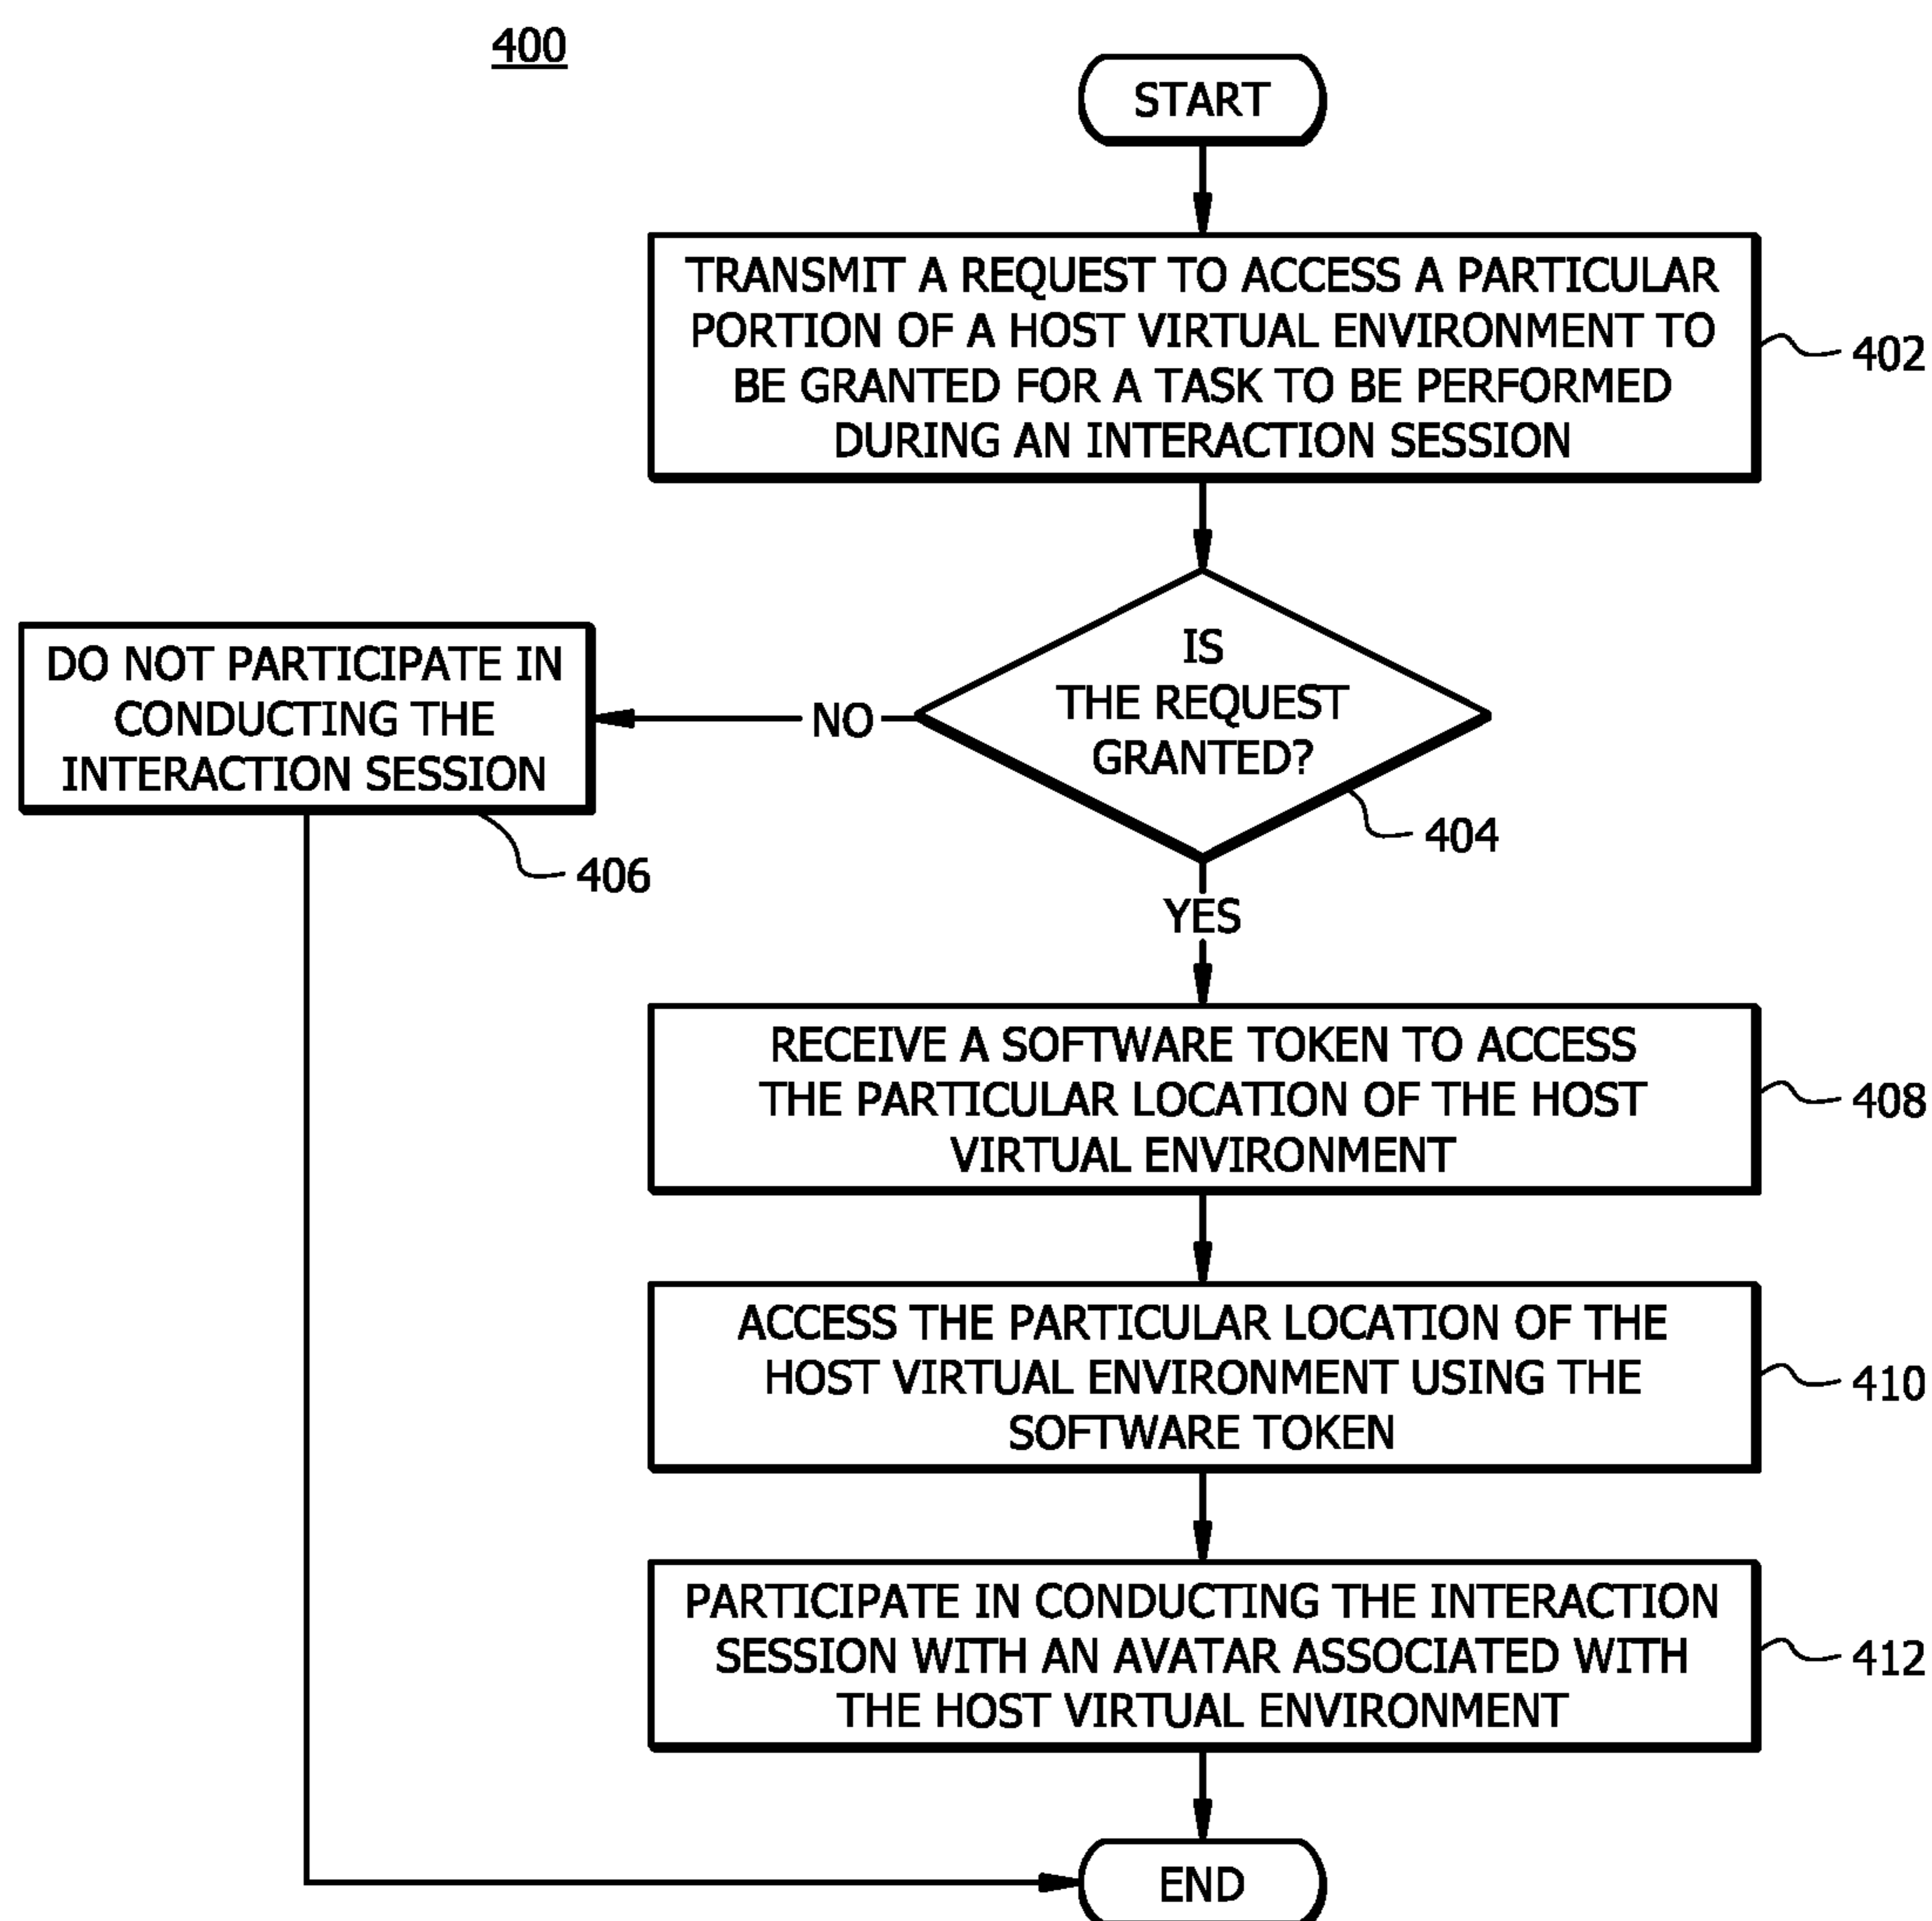 400
START
TRANSMIT A REQUEST TO ACCESS A PARTICULAR
PORTION OF A HOST VIRTUAL ENVIRONMENT TO
BE GRANTED FOR A TASK TO BE PERFORMED
DURING AN INTERACTION SESSION
402
IS
THE REQUEST
GRANTED?
404
NO
DO NOT PARTICIPATE IN
CONDUCTING THE
INTERACTION SESSION
406
YES
RECEIVE A SOFTWARE TOKEN TO ACCESS
THE PARTICULAR LOCATION OF THE HOST
VIRTUAL ENVIRONMENT
408
ACCESS THE PARTICULAR LOCATION OF THE
HOST VIRTUAL ENVIRONMENT USING THE
SOFTWARE TOKEN
410
PARTICIPATE IN CONDUCTING THE INTERACTION
SESSION WITH AN AVATAR ASSOCIATED WITH
THE HOST VIRTUAL ENVIRONMENT
412
END